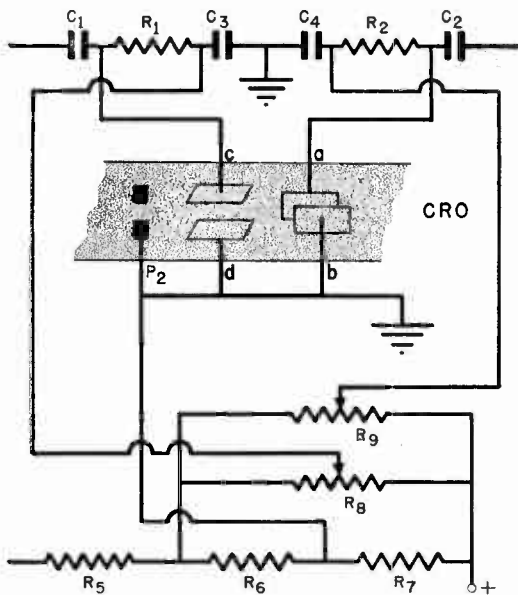 C1 R1 C3 C4 R2 C2
c a
CRO
P2 d b
R9
R8
R5 R6 R7 +